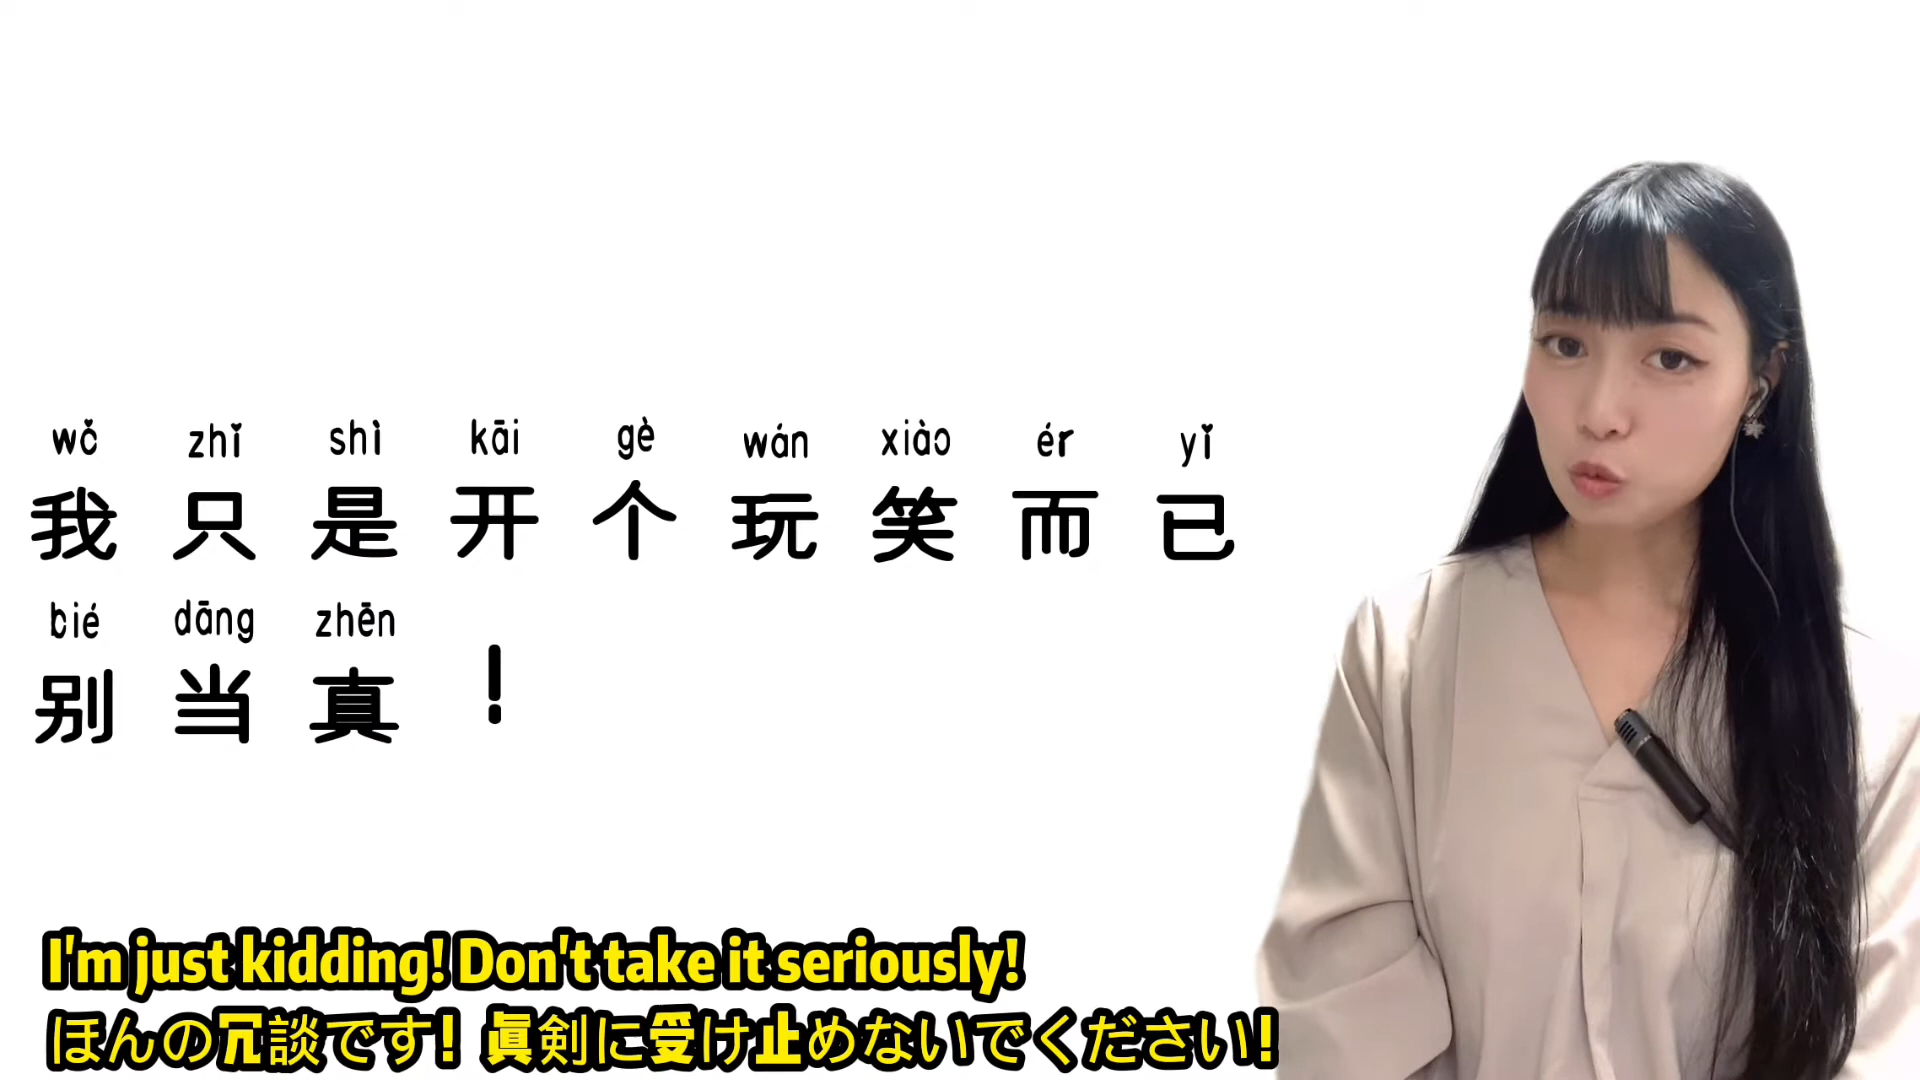 wǒ zhǐ shì kāi gè wán xiào ér yǐ
我只是开个玩笑而已
bié dāng zhēn
别当真！
I'm just kidding! Don't take it seriously!
ほんの冗談です！眞剣に受け止めないでください！